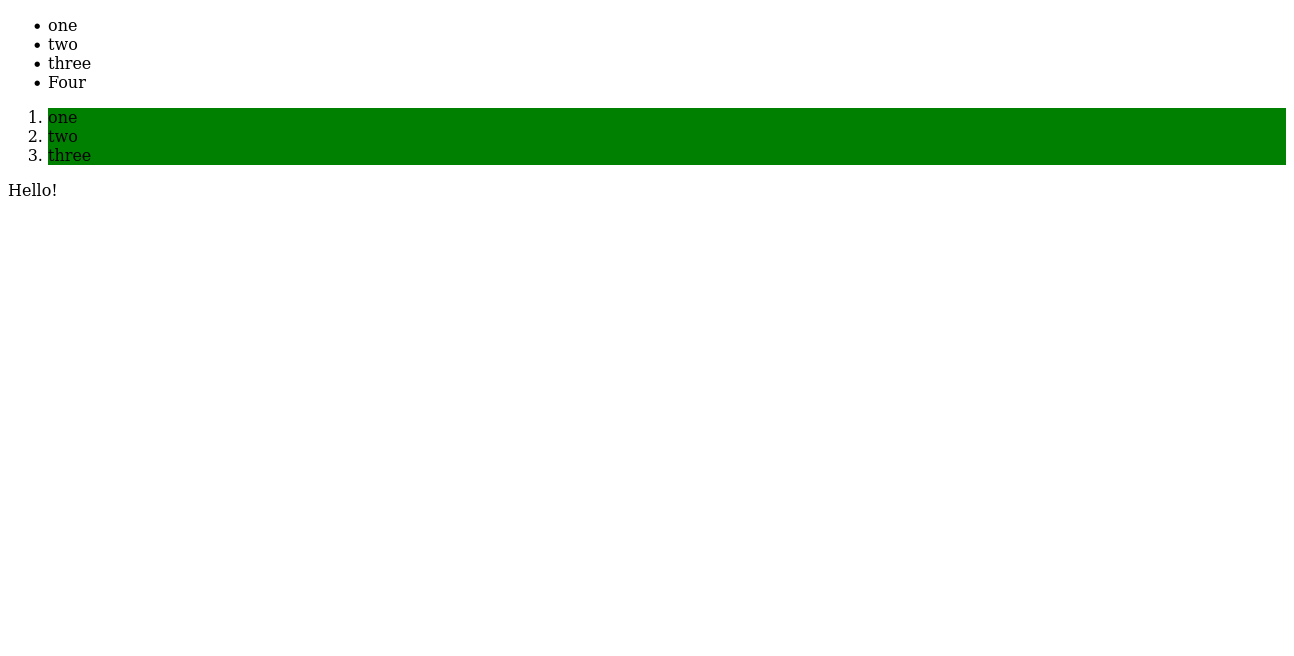 • one
• two
• three
• Four
1. one
2. two
3. three
Hello!